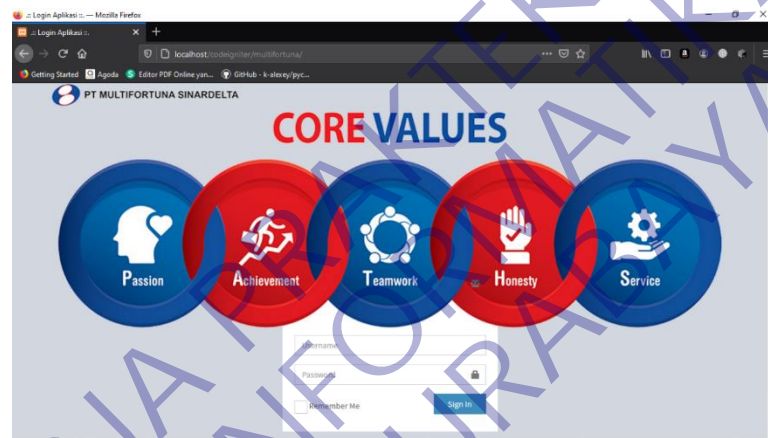 .:: Login Aplikasi ::. — Mozilla Firefox
.:: Login Aplikasi ::.
localhost/codeigniter/multifortuna/
Getting Started Agoda Editor PDF Online yan... GitHub - k-alexey/pyc...
PT MULTIFORTUNA SINARDELTA
CORE VALUES
Passion Achievement Teamwork Honesty Service
Username
Password
Remember Me Sign In